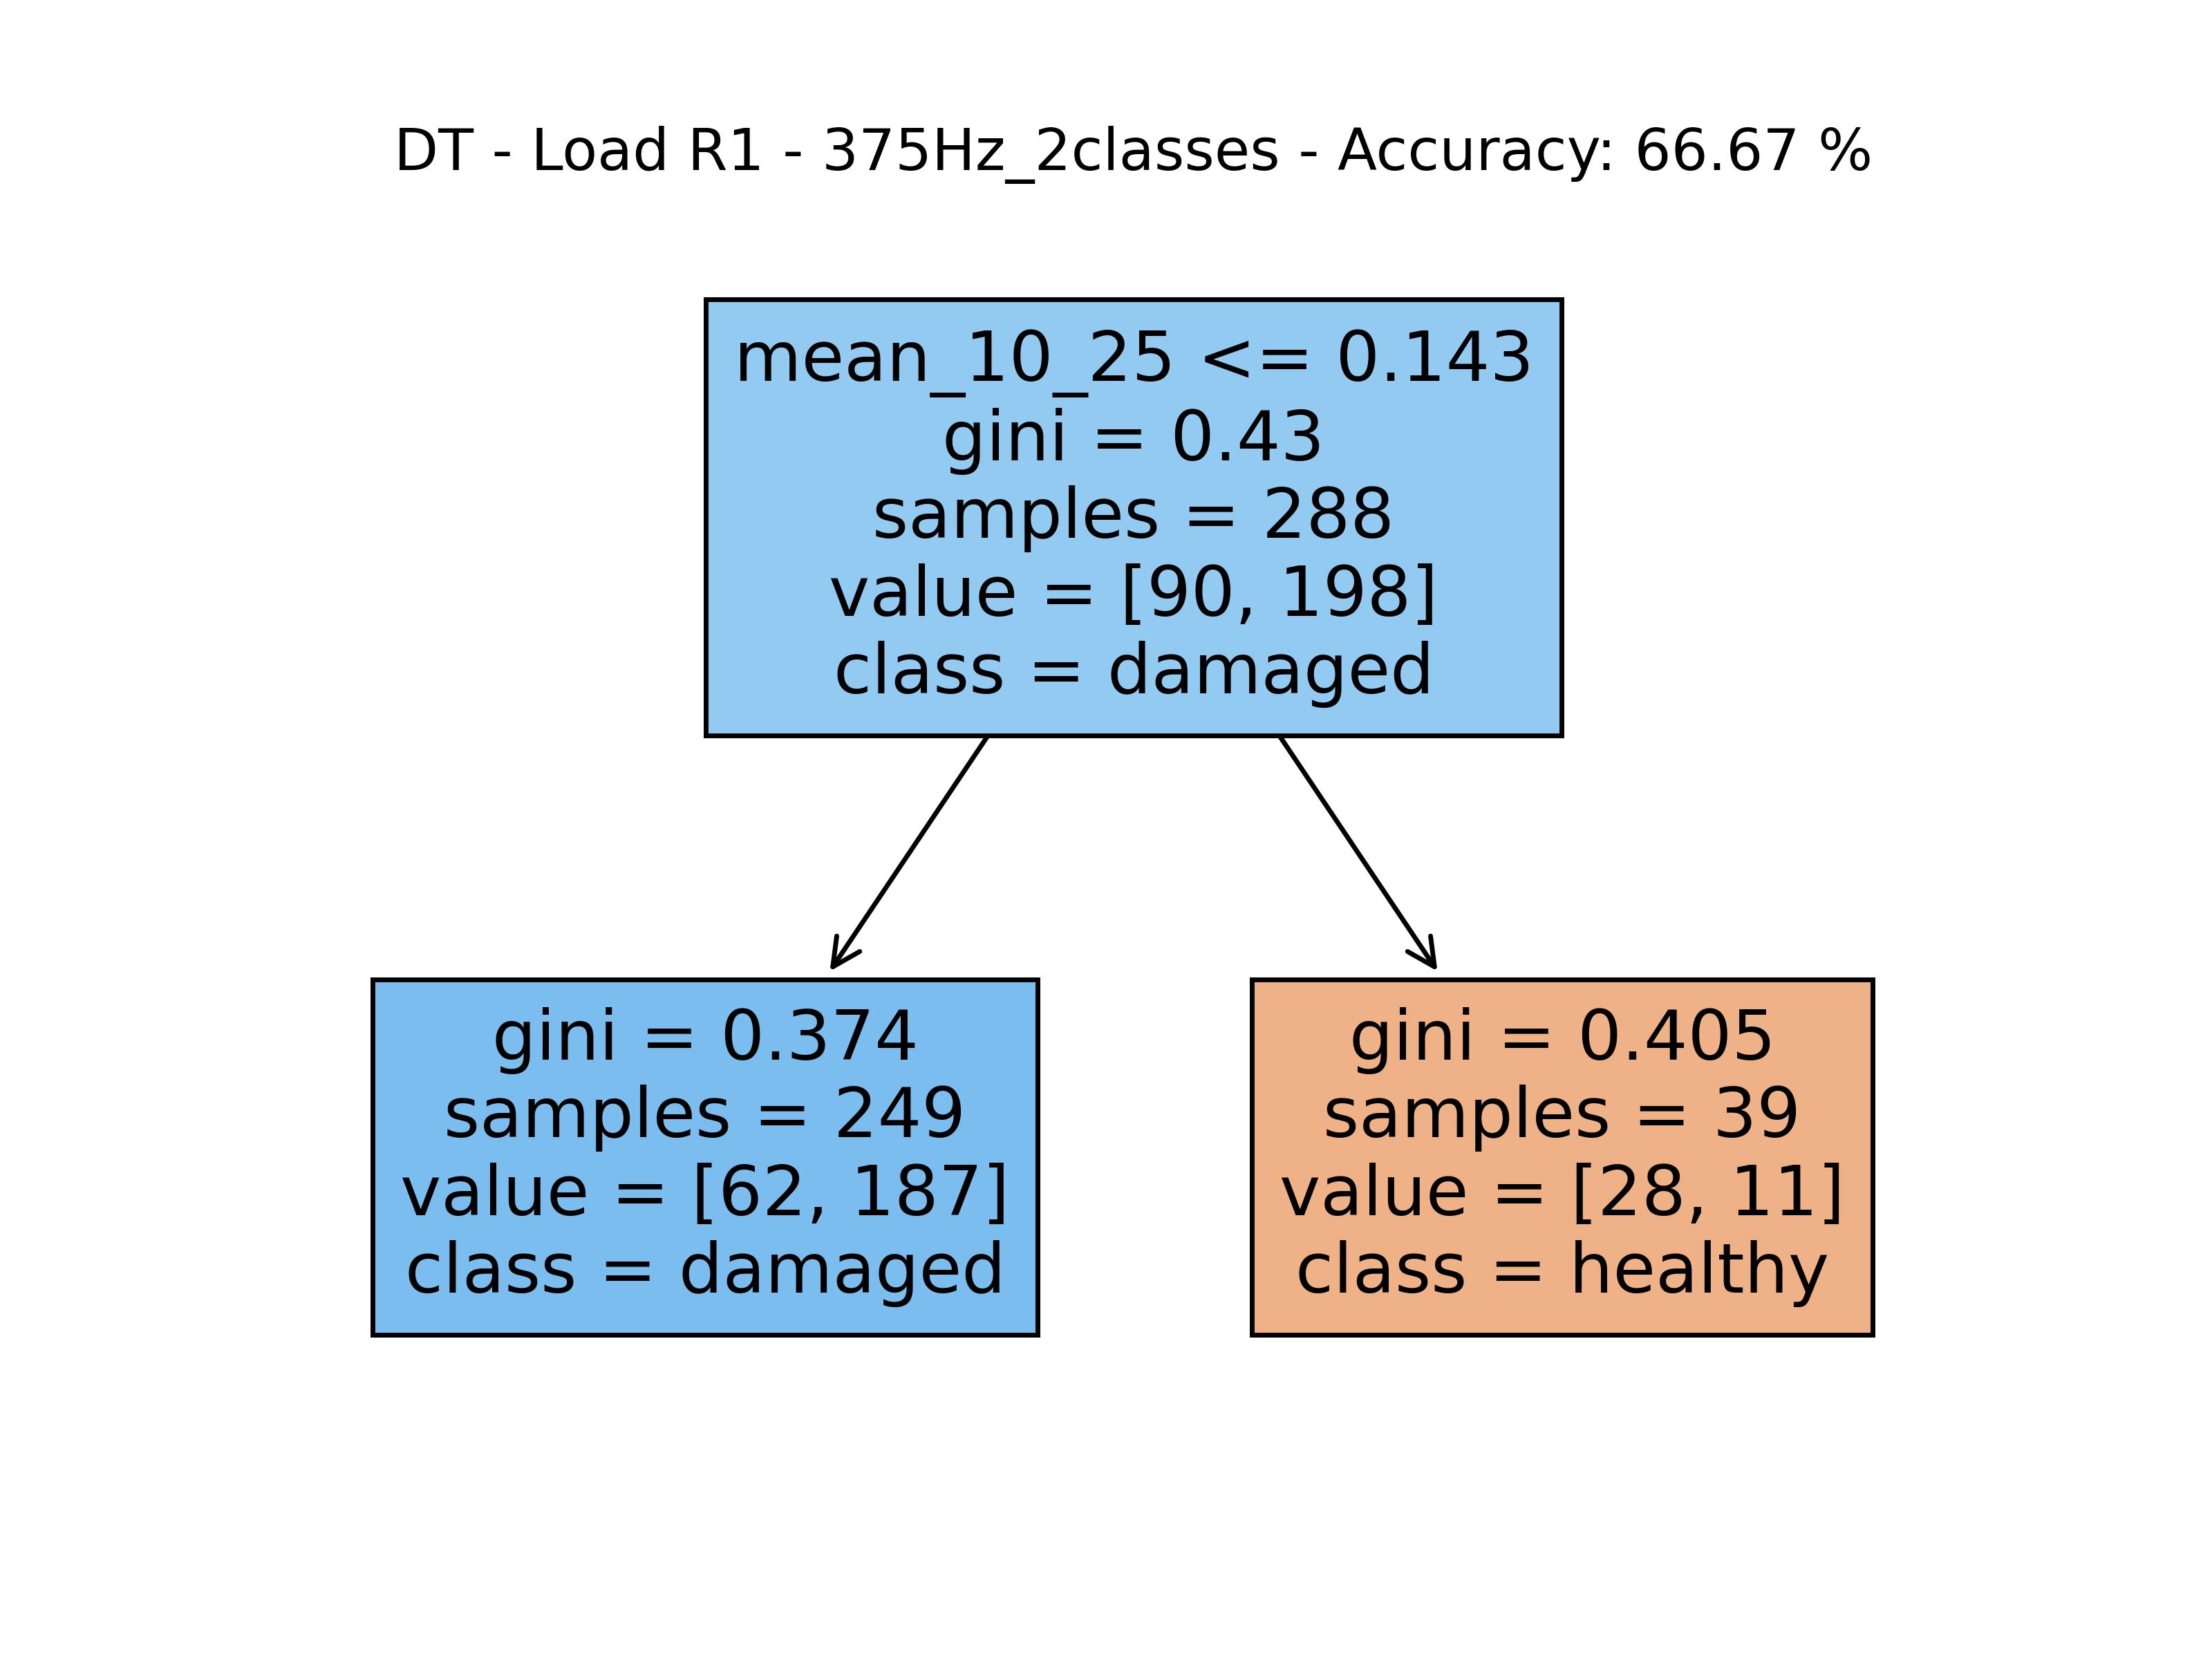 DT - Load R1 - 375Hz_2classes - Accuracy: 66.67 %
mean_10_25 <= 0.143
gini = 0.43
samples = 288
value = [90, 198]
class = damaged
gini = 0.374
samples = 249
value = [62, 187]
class = damaged
gini = 0.405
samples = 39
value = [28, 11]
class = healthy